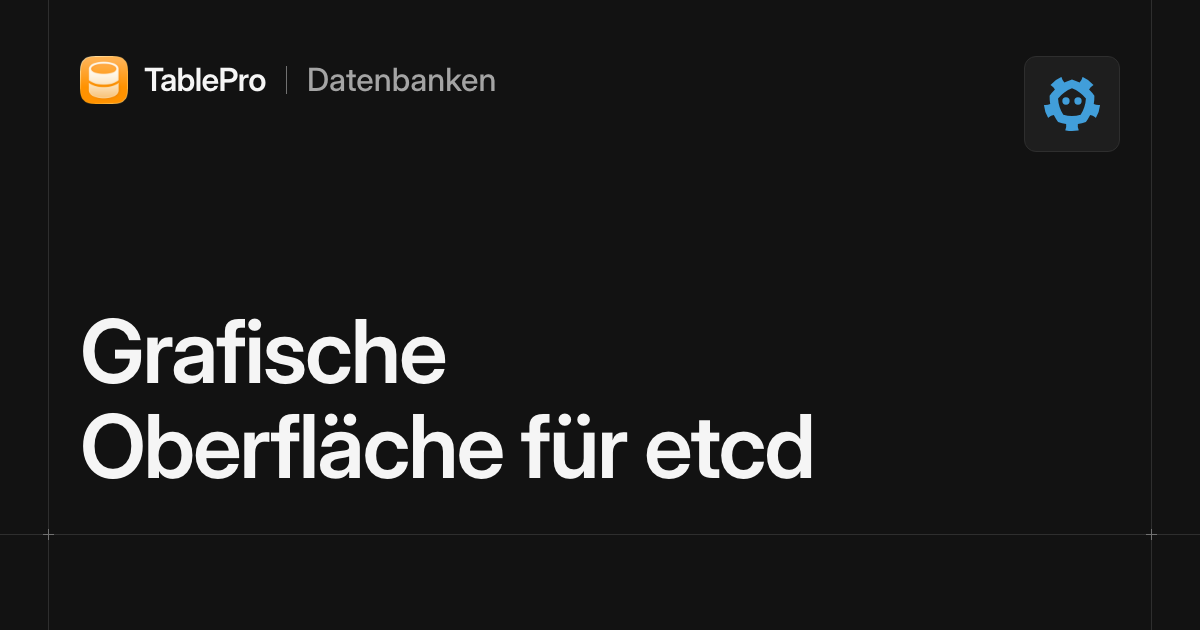 TablePro | Datenbanken
Grafische
Oberfläche für etcd